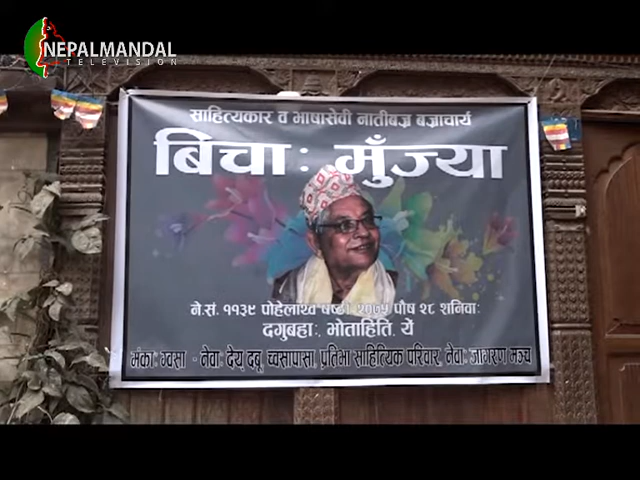 NEPALMANDAL
TELEVISION
साहित्यकार व भाषासेवी नातीबज्र बज्राचार्य
बिचाः मुँज्या
ने.सं. ११३९ पोहेलाथ्व षष्ठी २०७५ पौष २८ शनिवाः
दगुबहाः, भोताहिति, यें
मंकाः ग्वसा - नेवाः देय् दबू, च्वसापासा, प्रतिभा साहित्यिक परिवार, नेवाः जागरण मञ्च